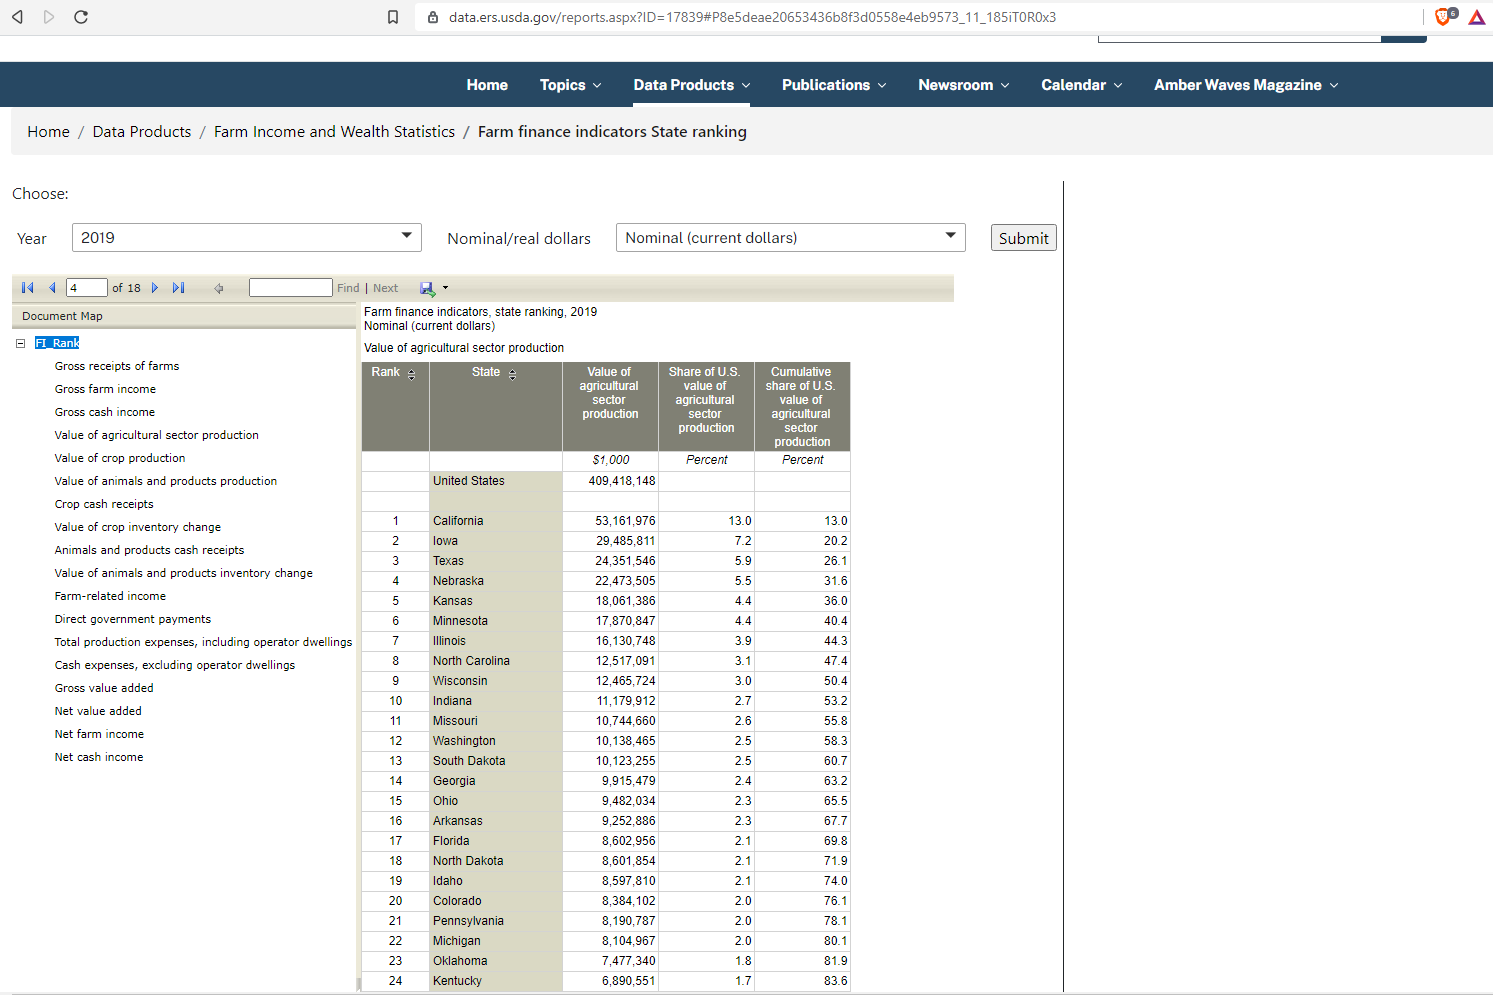 data.ers.usda.gov/reports.aspx?ID=17839#P8e5deae20653436b8f3d0558e4eb9573_11_185iT0R0x3
6
Home Topics Data Products Publications Newsroom Calendar Amber Waves Magazine
Home / Data Products / Farm Income and Wealth Statistics / Farm finance indicators State ranking
Choose:
Year 2019 Nominal/real dollars Nominal (current dollars) Submit
4 of 18 Find | Next
Document Map
FI_Rank
Gross receipts of farms
Gross farm income
Gross cash income
Value of agricultural sector production
Value of crop production
Value of animals and products production
Crop cash receipts
Value of crop inventory change
Animals and products cash receipts
Value of animals and products inventory change
Farm-related income
Direct government payments
Total production expenses, including operator dwellings
Cash expenses, excluding operator dwellings
Gross value added
Net value added
Net farm income
Net cash income
Farm finance indicators, state ranking, 2019
Nominal (current dollars)
Value of agricultural sector production
Rank State Value of agricultural sector production Share of U.S. value of agricultural sector production Cumulative share of U.S. value of agricultural sector production
$1,000 Percent Percent
United States 409,418,148
1 California 53,161,976 13.0 13.0
2 Iowa 29,485,811 7.2 20.2
3 Texas 24,351,546 5.9 26.1
4 Nebraska 22,473,505 5.5 31.6
5 Kansas 18,061,386 4.4 36.0
6 Minnesota 17,870,847 4.4 40.4
7 Illinois 16,130,748 3.9 44.3
8 North Carolina 12,517,091 3.1 47.4
9 Wisconsin 12,465,724 3.0 50.4
10 Indiana 11,179,912 2.7 53.2
11 Missouri 10,744,660 2.6 55.8
12 Washington 10,138,465 2.5 58.3
13 South Dakota 10,123,255 2.5 60.7
14 Georgia 9,915,479 2.4 63.2
15 Ohio 9,482,034 2.3 65.5
16 Arkansas 9,252,886 2.3 67.7
17 Florida 8,602,956 2.1 69.8
18 North Dakota 8,601,854 2.1 71.9
19 Idaho 8,597,810 2.1 74.0
20 Colorado 8,384,102 2.0 76.1
21 Pennsylvania 8,190,787 2.0 78.1
22 Michigan 8,104,967 2.0 80.1
23 Oklahoma 7,477,340 1.8 81.9
24 Kentucky 6,890,551 1.7 83.6